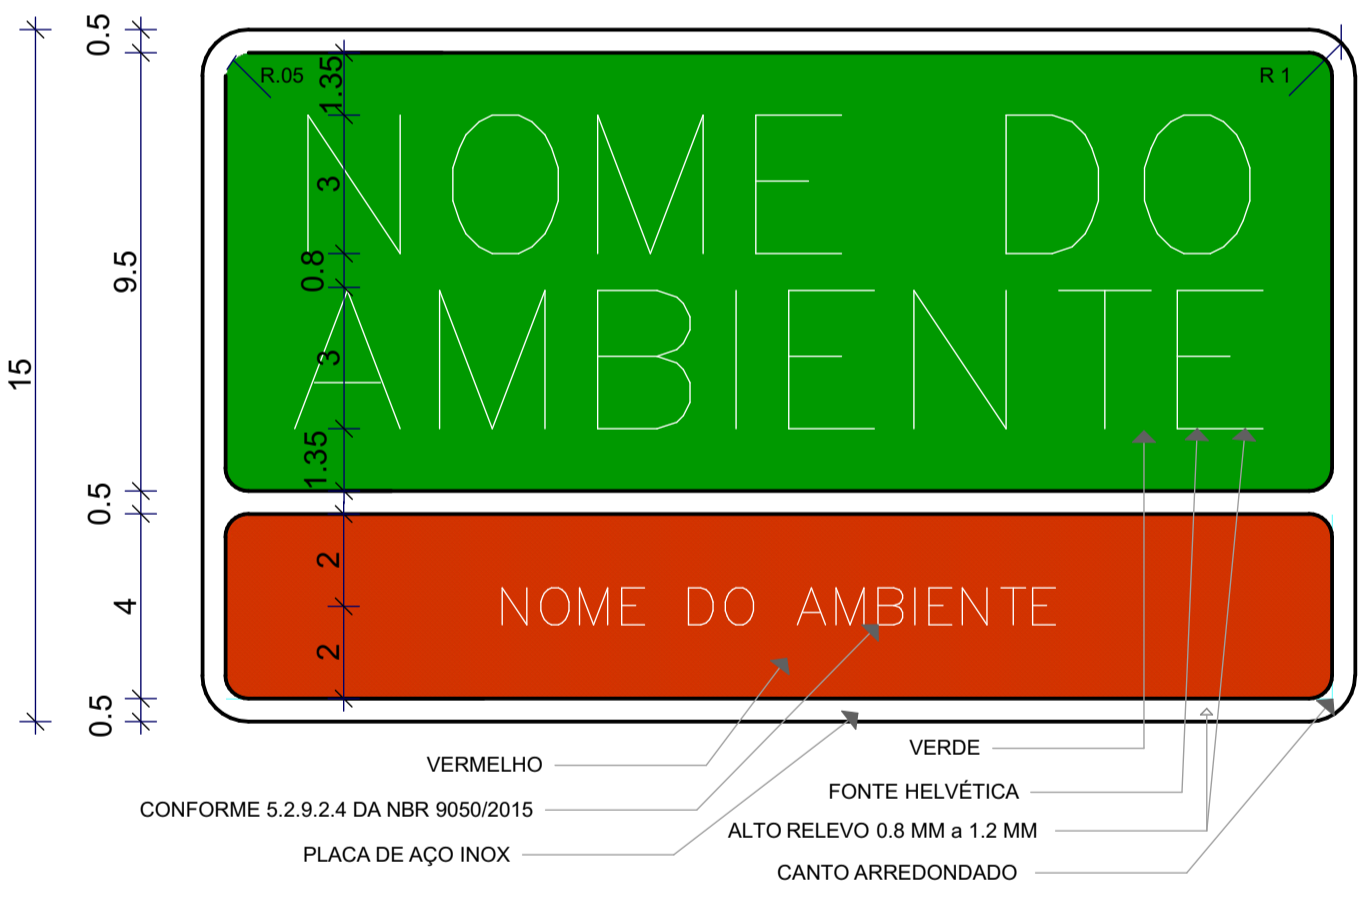 0.5
R.05
R 1
1.35
NOME DO
3
0.8
9.5
AMBIENTE
3
15
1.35
0.5
2
NOME DO AMBIENTE
4
2
0.5
VERDE
VERMELHO
FONTE HELVÉTICA
CONFORME 5.2.9.2.4 DA NBR 9050/2015
ALTO RELEVO 0.8 MM a 1.2 MM
PLACA DE AÇO INOX
CANTO ARREDONDADO